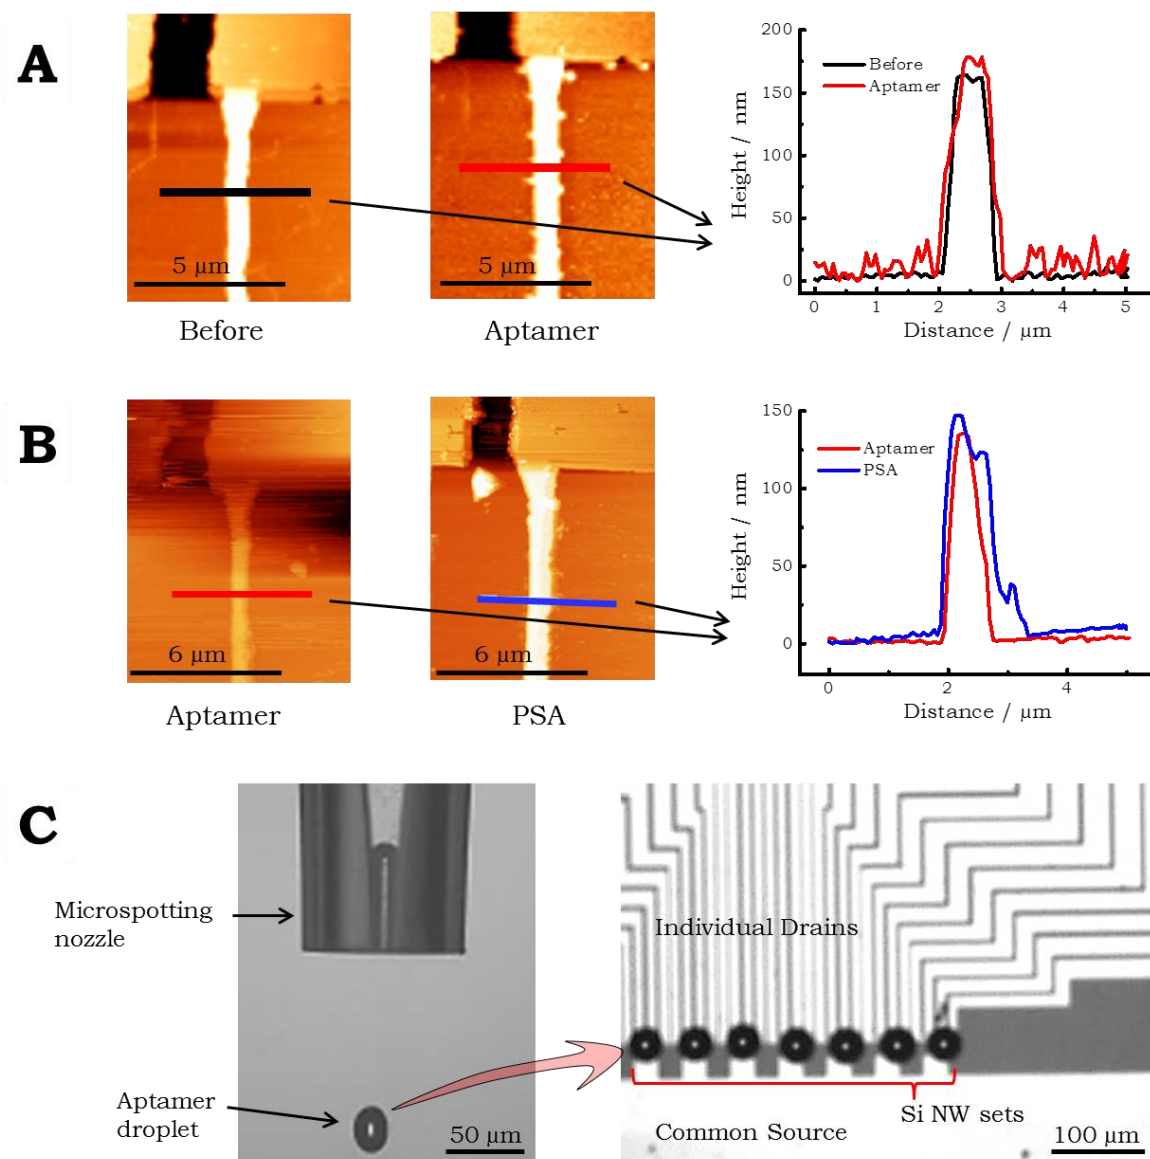 A
5 µm
Before
5 µm
Aptamer
Height / nm
200
150
100
50
0
Before
Aptamer
0 1 2 3 4 5
Distance / µm
B
6 µm
Aptamer
6 µm
PSA
Height / nm
150
100
50
0
Aptamer
PSA
0 2 4
Distance / µm
C
Microspotting
nozzle
Aptamer
droplet
50 µm
Individual Drains
Si NW sets
Common Source
100 µm